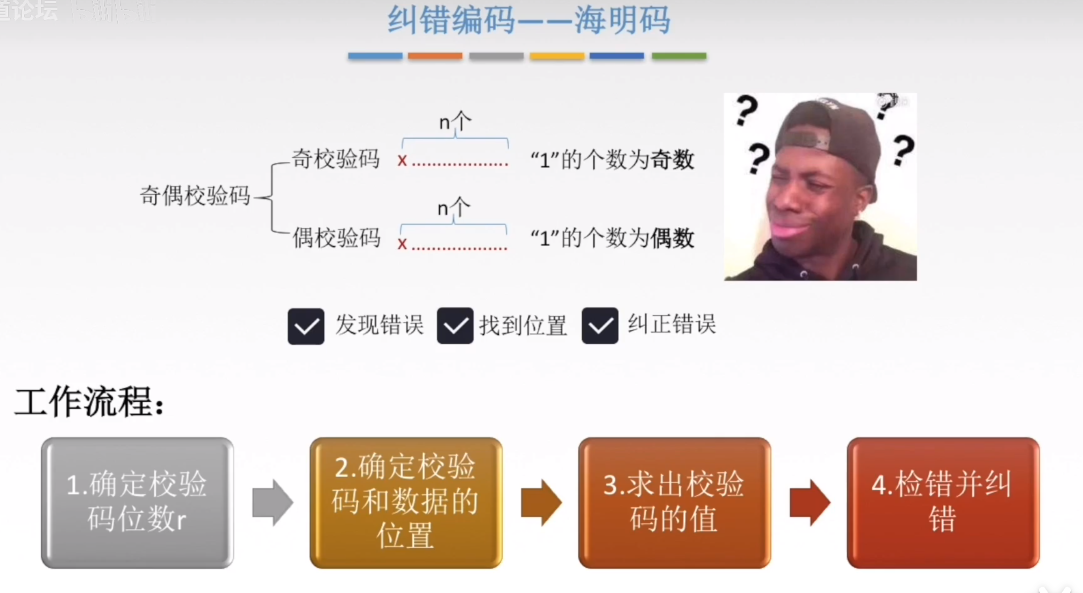 道论坛
纠错编码——海明码
n个
奇校验码 x ................... “1”的个数为奇数
奇偶校验码
n个
偶校验码 x ................... “1”的个数为偶数
? ? ? ?
发现错误 找到位置 纠正错误
工作流程：
1.确定校验
码位数r
2.确定校验
码和数据的
位置
3.求出校验
码的值
4.检错并纠
错